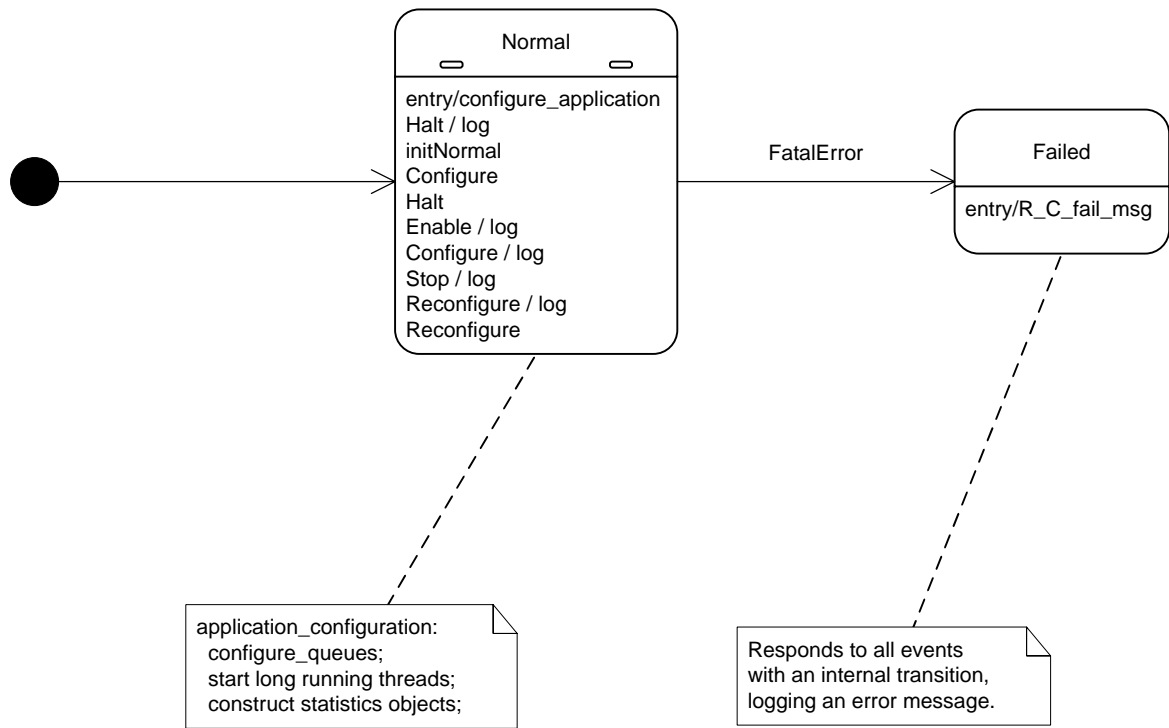 Normal
entry/configure_application
Halt / log
initNormal
Configure
Halt
Enable / log
Configure / log
Stop / log
Reconfigure / log
Reconfigure
FatalError
Failed
entry/R_C_fail_msg
application_configuration:
configure_queues;
start long running threads;
construct statistics objects;
Responds to all events
with an internal transition,
logging an error message.